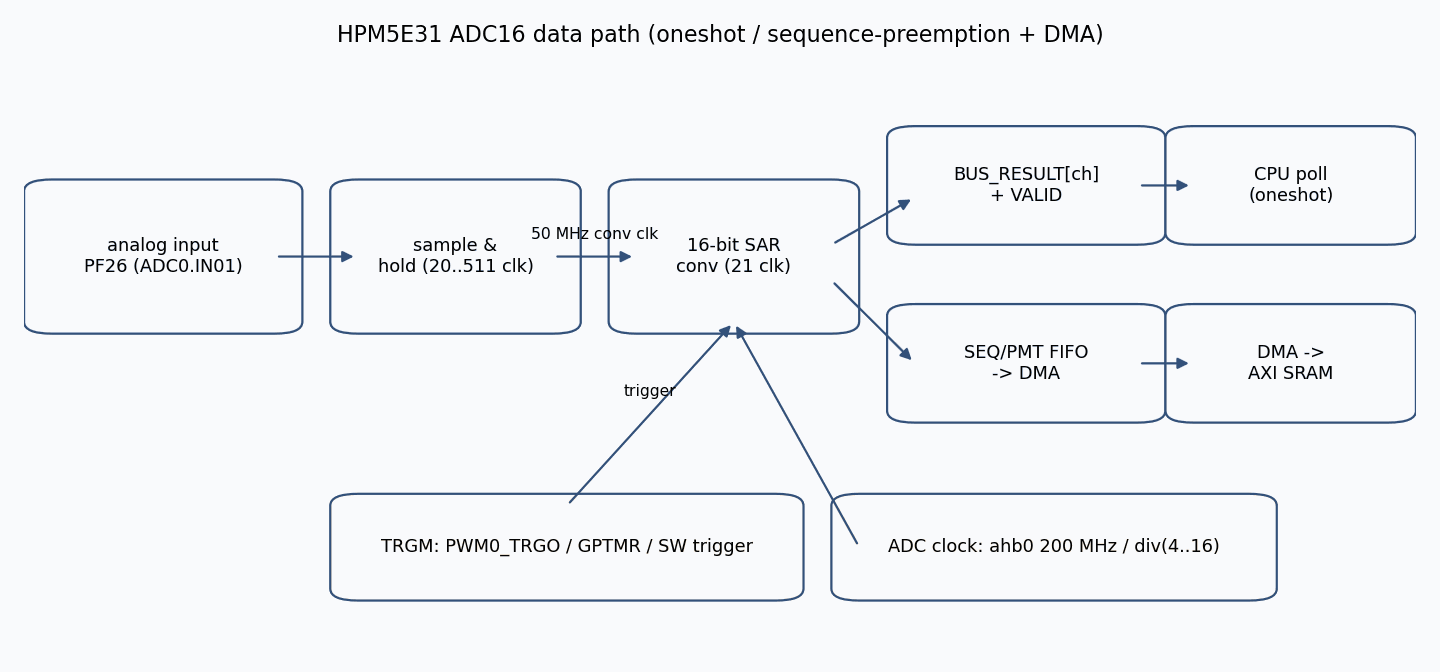 HPM5E31 ADC16 data path (oneshot / sequence-preemption + DMA)
analog input
PF26 (ADC0.IN01)
sample &
hold (20..511 clk)
50 MHz conv clk
16-bit SAR
conv (21 clk)
BUS_RESULT[ch]
+ VALID
CPU poll
(oneshot)
SEQ/PMT FIFO
-> DMA
DMA ->
AXI SRAM
trigger
TRGM: PWM0_TRGO / GPTMR / SW trigger
ADC clock: ahb0 200 MHz / div(4..16)